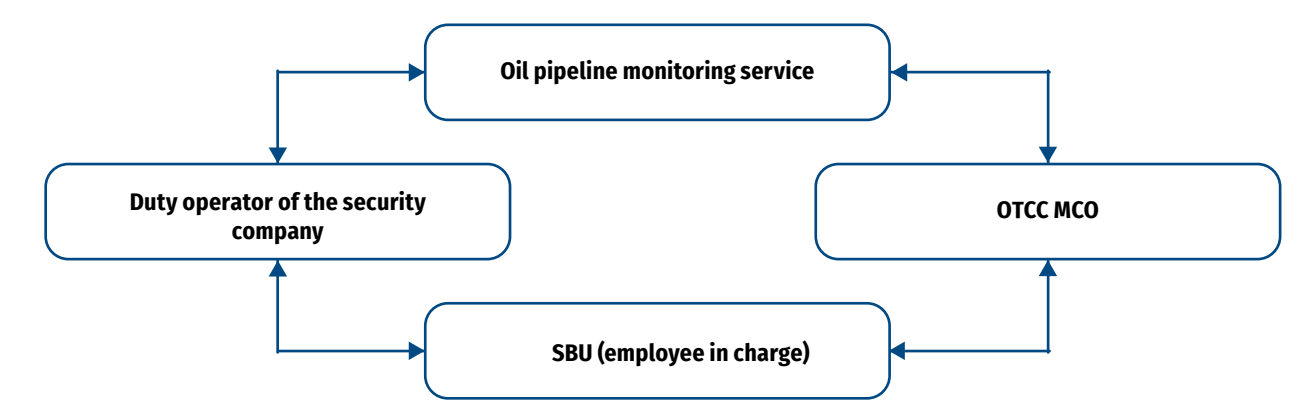 Oil pipeline monitoring service
Duty operator of the security
company
OTCC MCO
SBU (employee in charge)